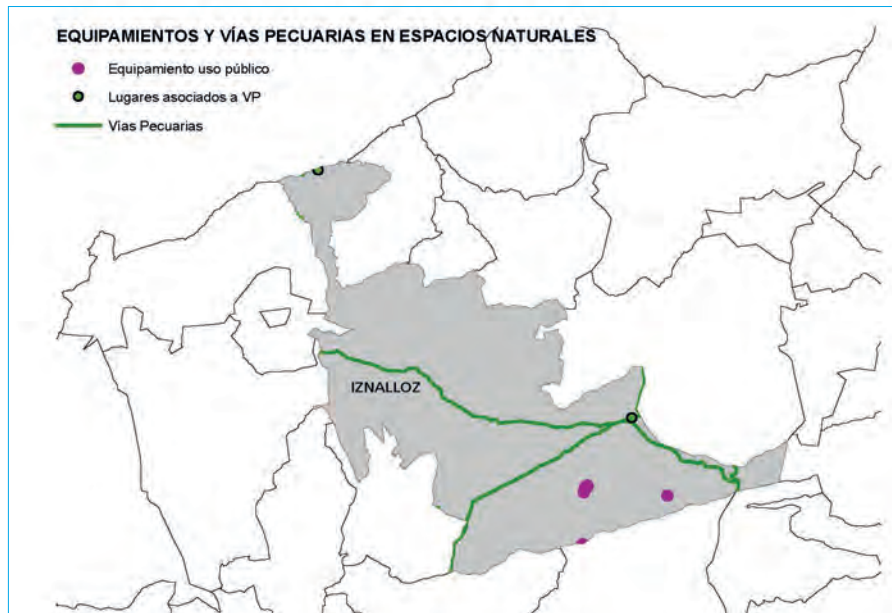 EQUIPAMIENTOS Y VÍAS PECUARIAS EN ESPACIOS NATURALES
Equipamiento uso público
Lugares asociados a VP
Vías Pecuarias
IZNALLOZ